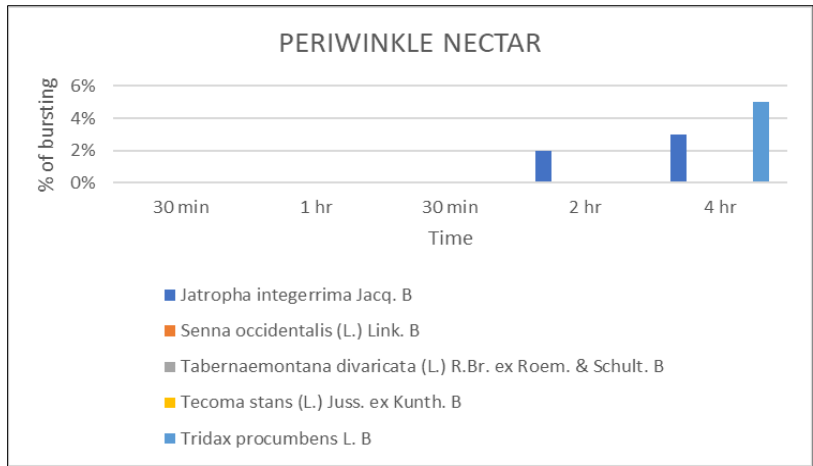 PERIWINKLE NECTAR
% of bursting
6%
4%
2%
0%
30 min 1 hr 30 min 2 hr 4 hr
Time
Jatropha integerrima Jacq. B
Senna occidentalis (L.) Link. B
Tabernaemontana divaricata (L.) R.Br. ex Roem. & Schult. B
Tecoma stans (L.) Juss. ex Kunth. B
Tridax procumbens L. B